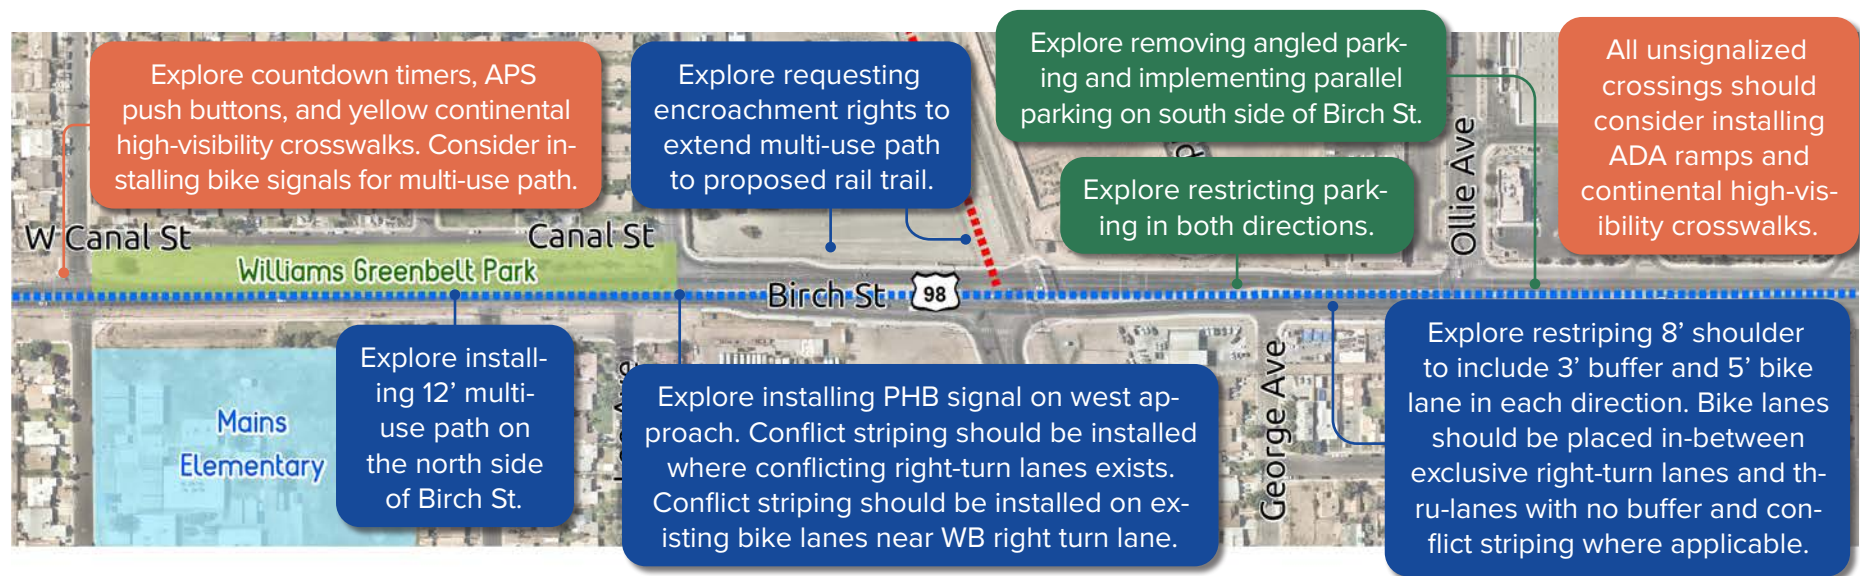 Explore countdown timers, APS
push buttons, and yellow continental
high-visibility crosswalks. Consider in-
stalling bike signals for multi-use path.
Explore requesting
encroachment rights to
extend multi-use path
to proposed rail trail.
Explore removing angled park-
ing and implementing parallel
parking on south side of Birch St.
Explore restricting park-
ing in both directions.
All unsignalized
crossings should
consider installing
ADA ramps and
continental high-vis-
ibility crosswalks.
Ollie Ave
W Canal St
Canal St
Williams Greenbelt Park
Birch St
98
Mains
Elementary
Explore install-
ing 12’ multi-
use path on
the north side
of Birch St.
Explore installing PHB signal on west ap-
proach. Conflict striping should be installed
where conflicting right-turn lanes exists.
Conflict striping should be installed on ex-
isting bike lanes near WB right turn lane.
George Ave
Explore restriping 8’ shoulder
to include 3’ buffer and 5’ bike
lane in each direction. Bike lanes
should be placed in-between
exclusive right-turn lanes and th-
ru-lanes with no buffer and con-
flict striping where applicable.